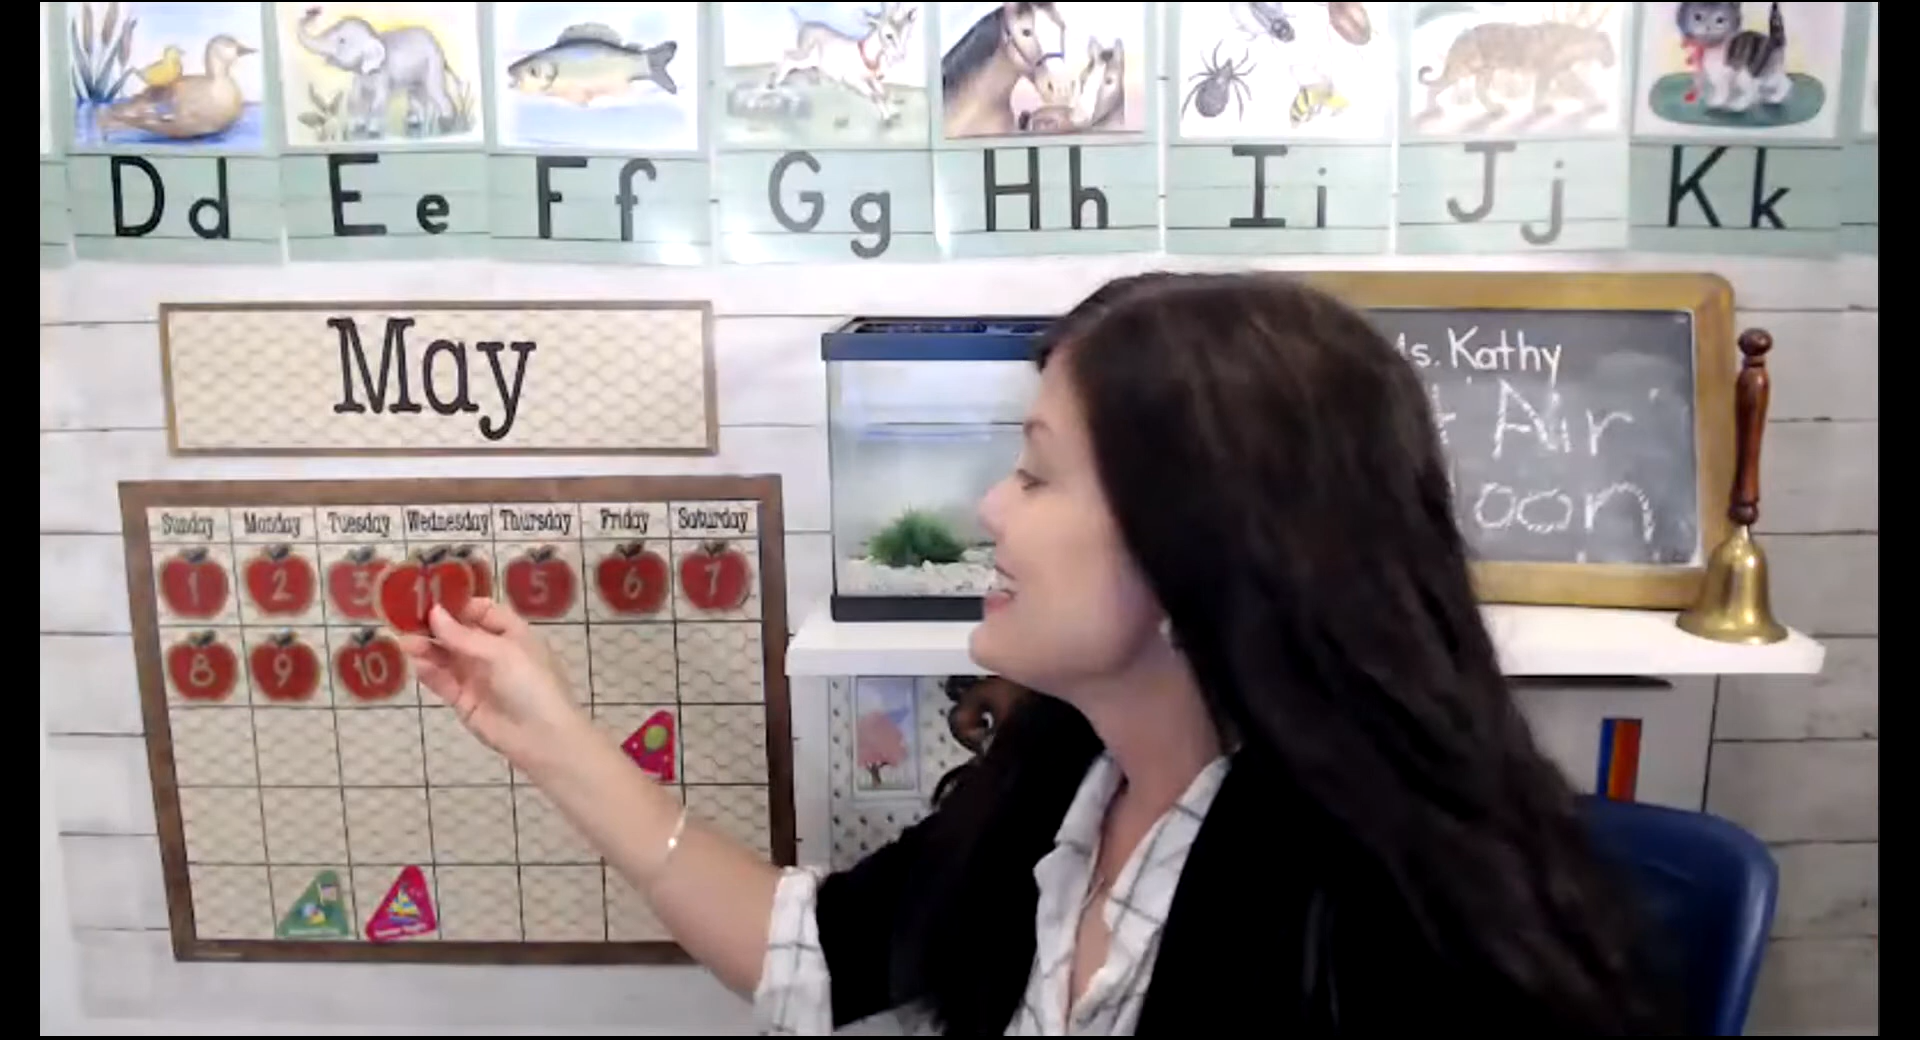 Dd Ee Ff Gg Hh Ii Jj Kk
May
Ms. Kathy
Air
Sunday Monday Tuesday Wednesday Thursday Friday Saturday
1 2 3 11 5 6 7
8 9 10